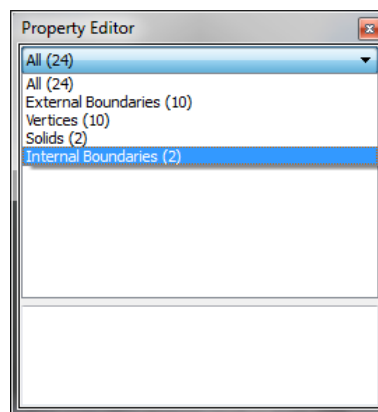 Property Editor
All (24)
All (24)
External Boundaries (10)
Vertices (10)
Solids (2)
Internal Boundaries (2)